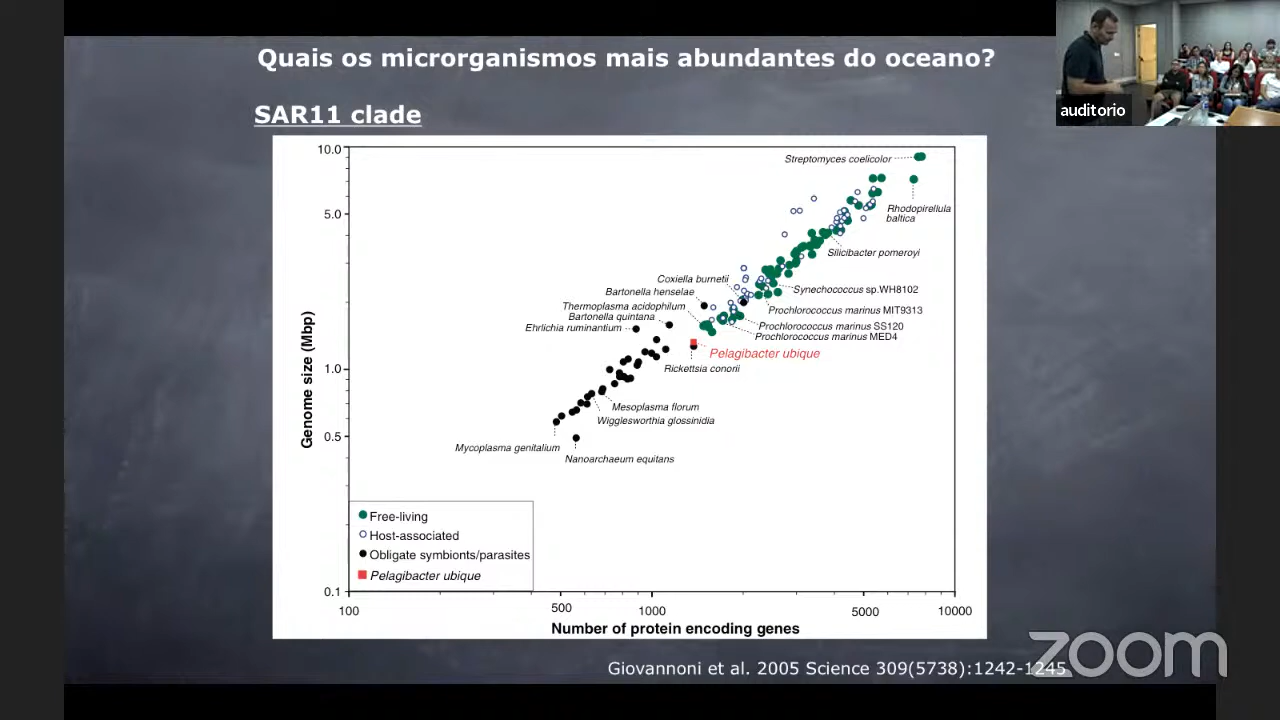 Quais os microrganismos mais abundantes do oceano?
auditorio
SAR11 clade
10.0
5.0
1.0
0.5
0.1
Genome size (Mbp)
Streptomyces coelicolor
Rhodopirellula
baltica
Silicibacter pomeroyi
Coxiella burnetii
Synechococcus sp.WH8102
Bartonella henselae
Thermoplasma acidophilum
Prochlorococcus marinus MIT9313
Bartonella quintana
Ehrlichia ruminantium
Prochlorococcus marinus SS120
Prochlorococcus marinus MED4
Pelagibacter ubique
Rickettsia conorii
Mesoplasma florum
Wigglesworthia glossinidia
Mycoplasma genitalium
Nanoarchaeum equitans
Free-living
Host-associated
Obligate symbionts/parasites
Pelagibacter ubique
100
500
1000
5000
10000
Number of protein encoding genes
zoom
Giovannoni et al. 2005 Science 309(5738):1242-1245